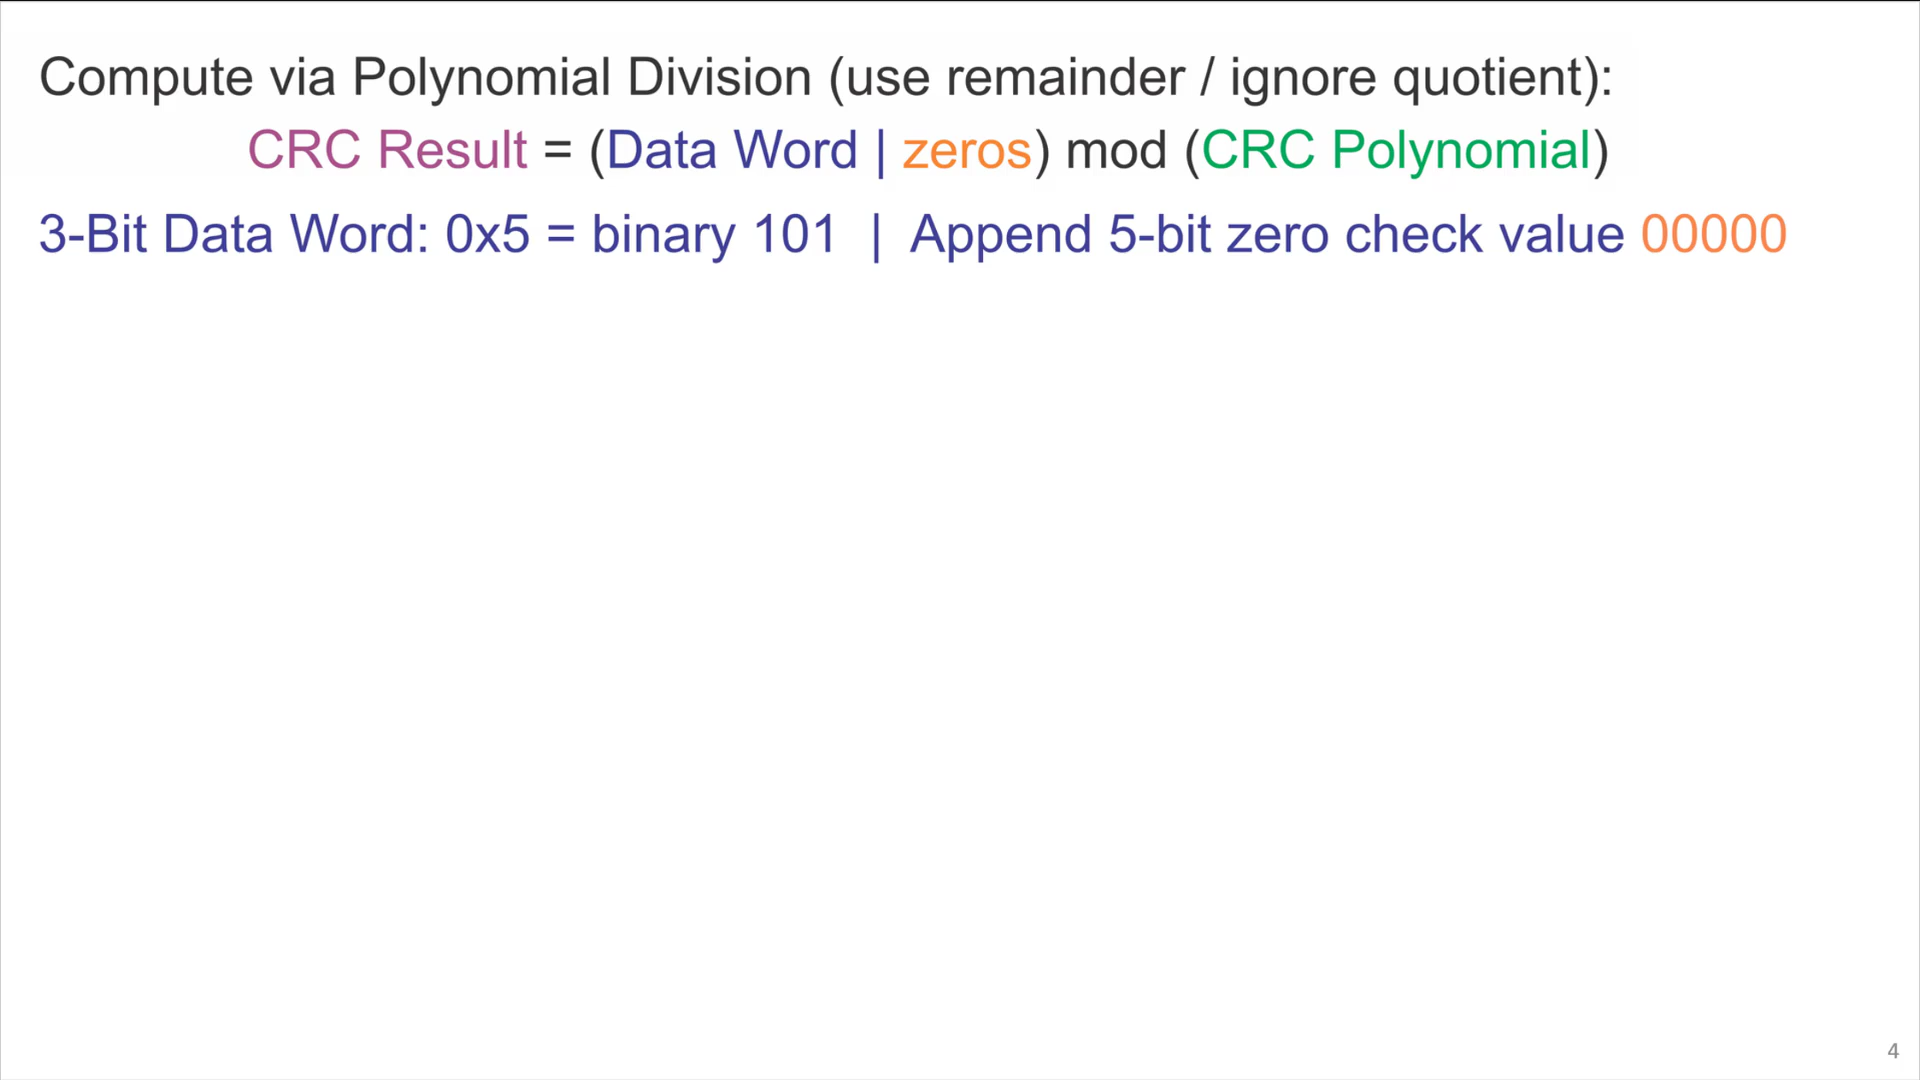 Compute via Polynomial Division (use remainder / ignore quotient):
CRC Result = (Data Word | zeros) mod (CRC Polynomial)
3-Bit Data Word: 0x5 = binary 101 | Append 5-bit zero check value 00000
4